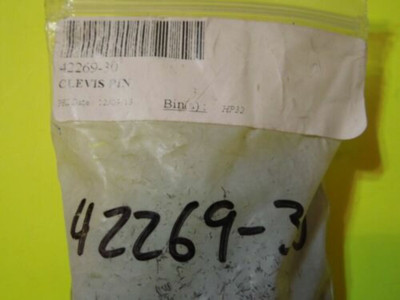 42269-30
CLEVIS PIN
Bin(s): HP32
42269-3